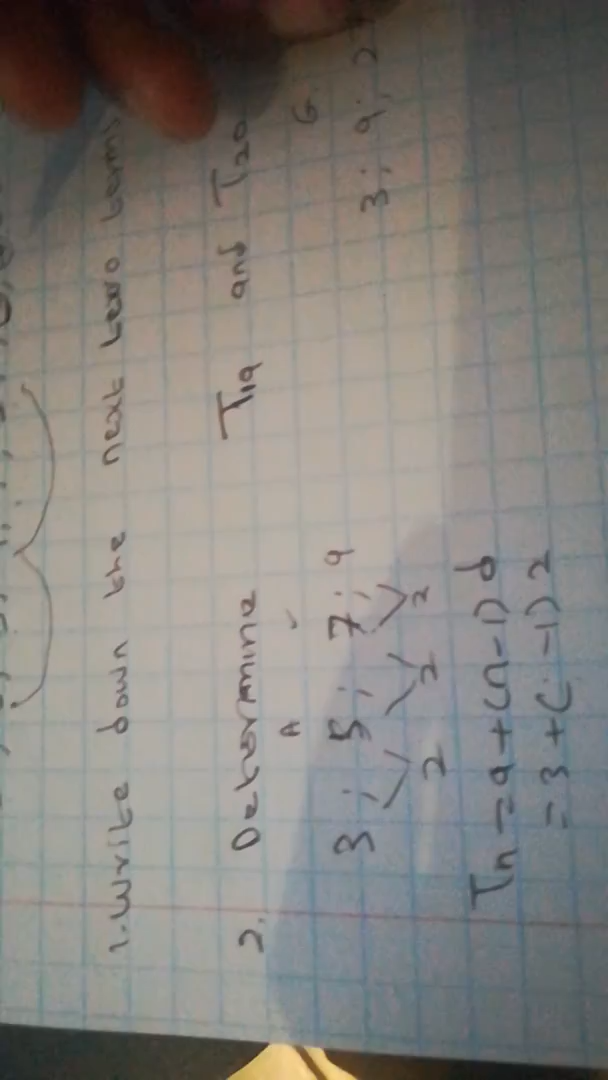 1. Write down the next two terms
2. Determine T19 and T20
A G
3 ; 5 ; 7 ; 9 3 ; 9 ; 2
2 2 2
Tn = a + (n-1)d
= 3 + ( -1)2